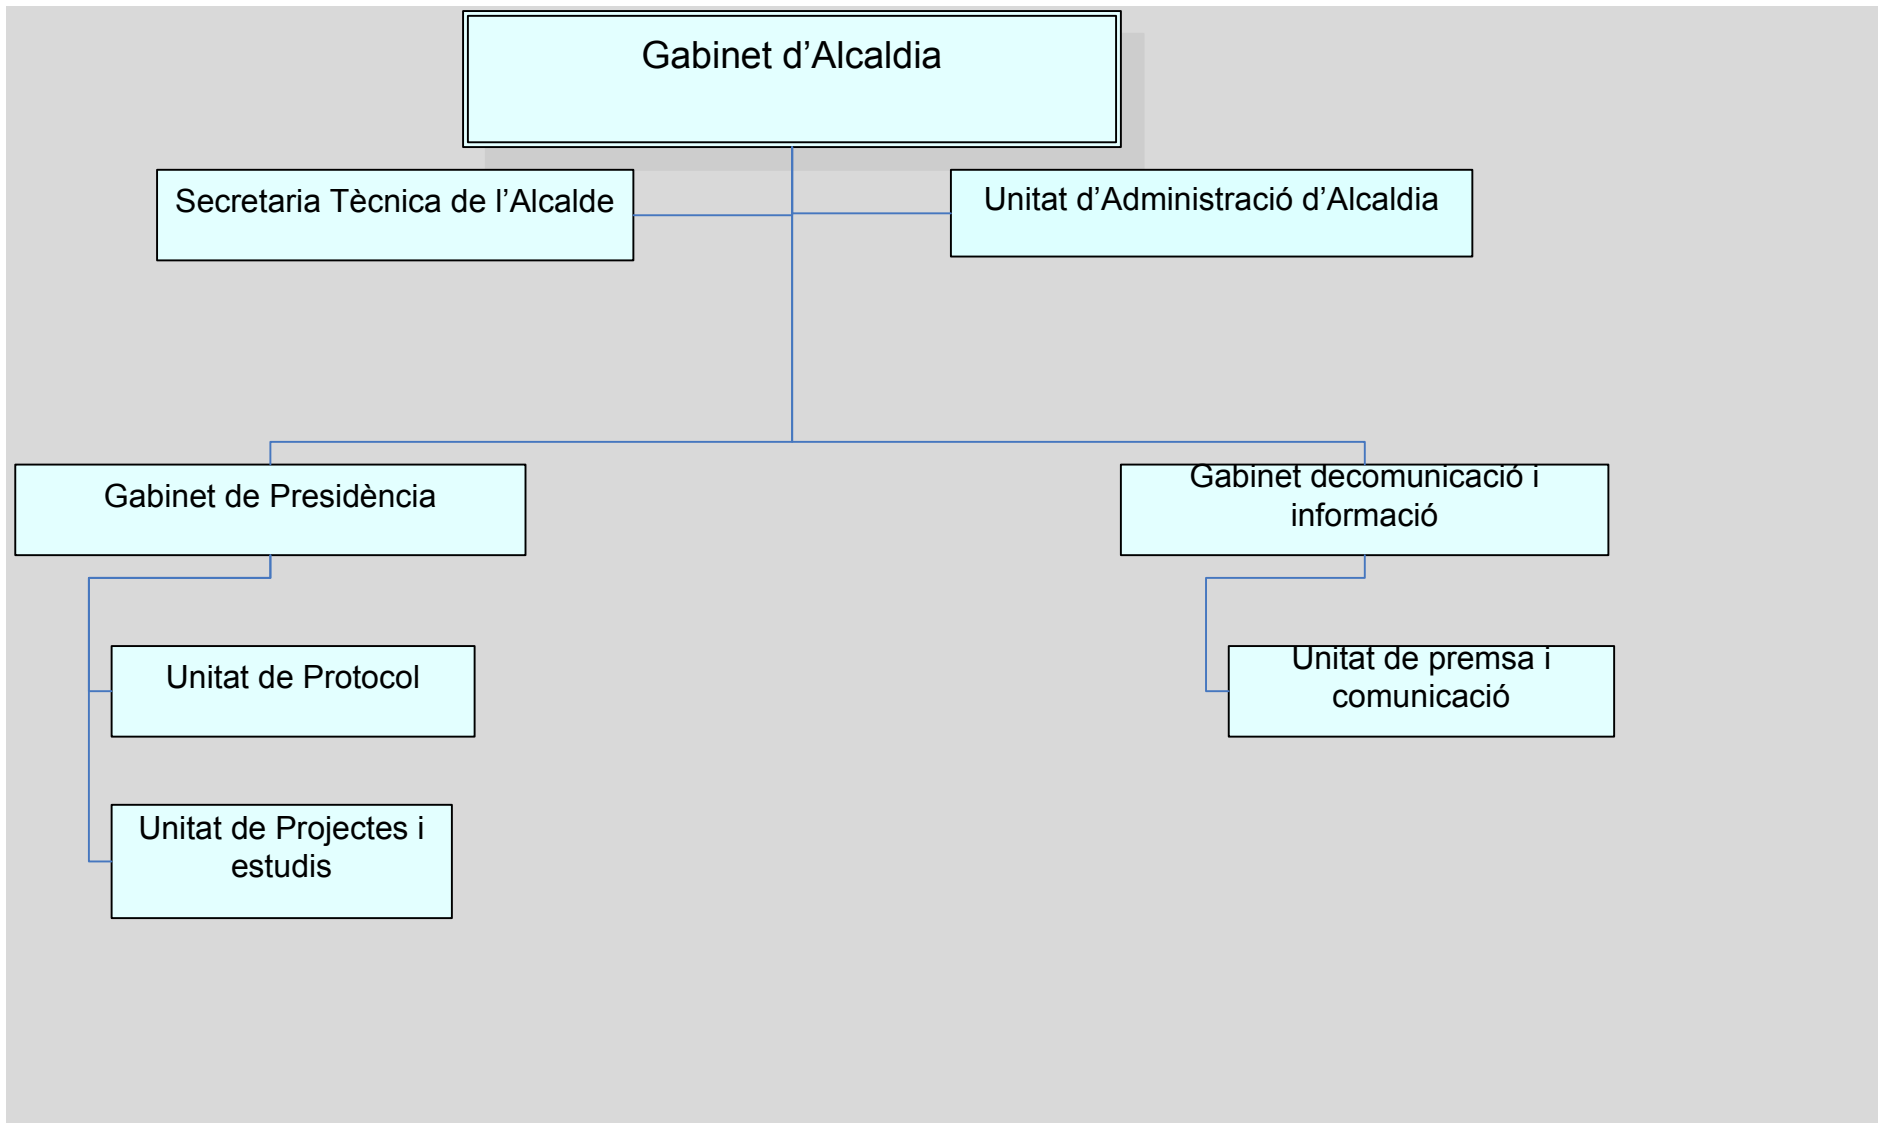 Gabinet d’Alcaldia
Secretaria Tècnica de l’Alcalde
Unitat d’Administració d’Alcaldia
Gabinet de Presidència
Gabinet decomunicació i
informació
Unitat de Protocol
Unitat de premsa i
comunicació
Unitat de Projectes i
estudis